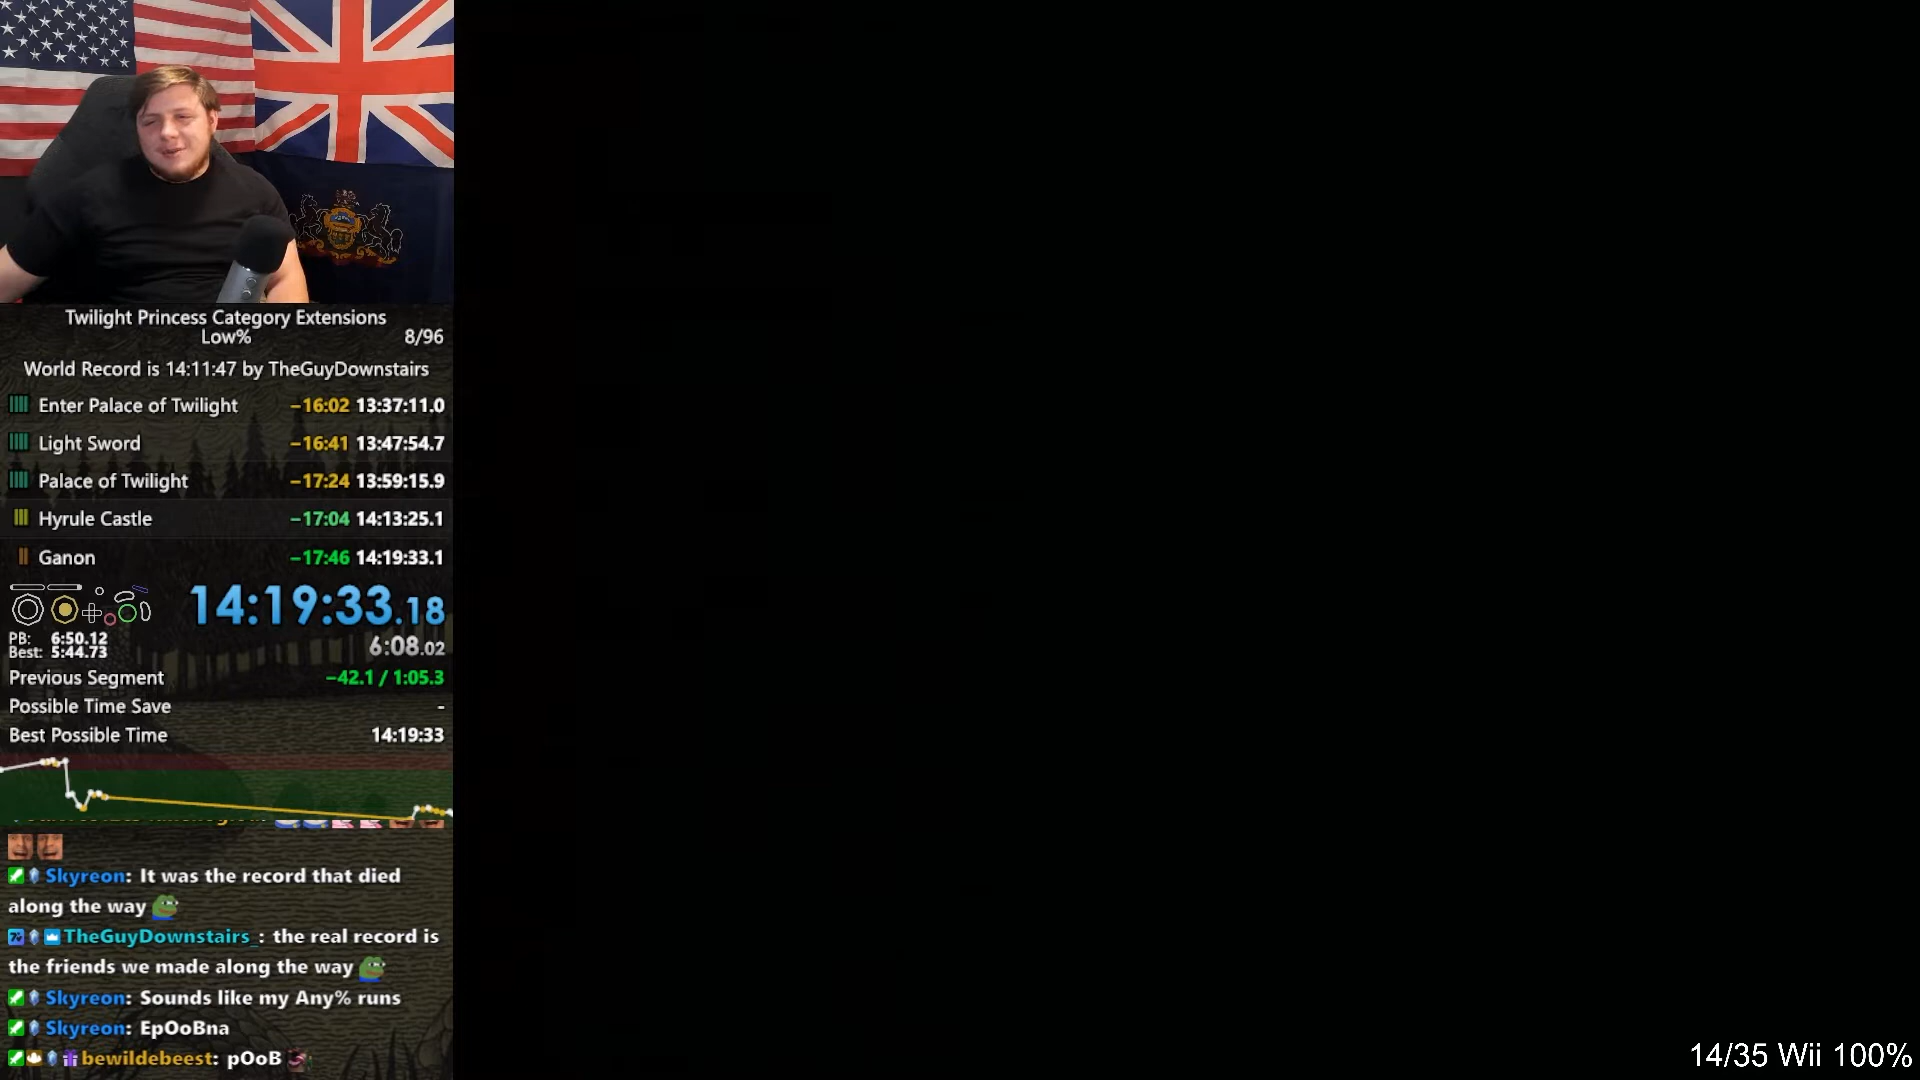 Twilight Princess Category Extensions
Low% 8/96
World Record is 14:11:47 by TheGuyDownstairs
Enter Palace of Twilight −16:02 13:37:11.0
Light Sword −16:41 13:47:54.7
Palace of Twilight −17:24 13:59:15.9
Hyrule Castle −17:04 14:13:25.1
Ganon −17:46 14:19:33.1
14:19:33.18
PB: 6:50.12
Best: 5:44.73
6:08.02
Previous Segment −42.1 / 1:05.3
Possible Time Save -
Best Possible Time 14:19:33
Skyreon: It was the record that died
along the way
TheGuyDownstairs_: the real record is
the friends we made along the way
Skyreon: Sounds like my Any% runs
Skyreon: EpOoBna
bewildebeest: pOoB
14/35 Wii 100%